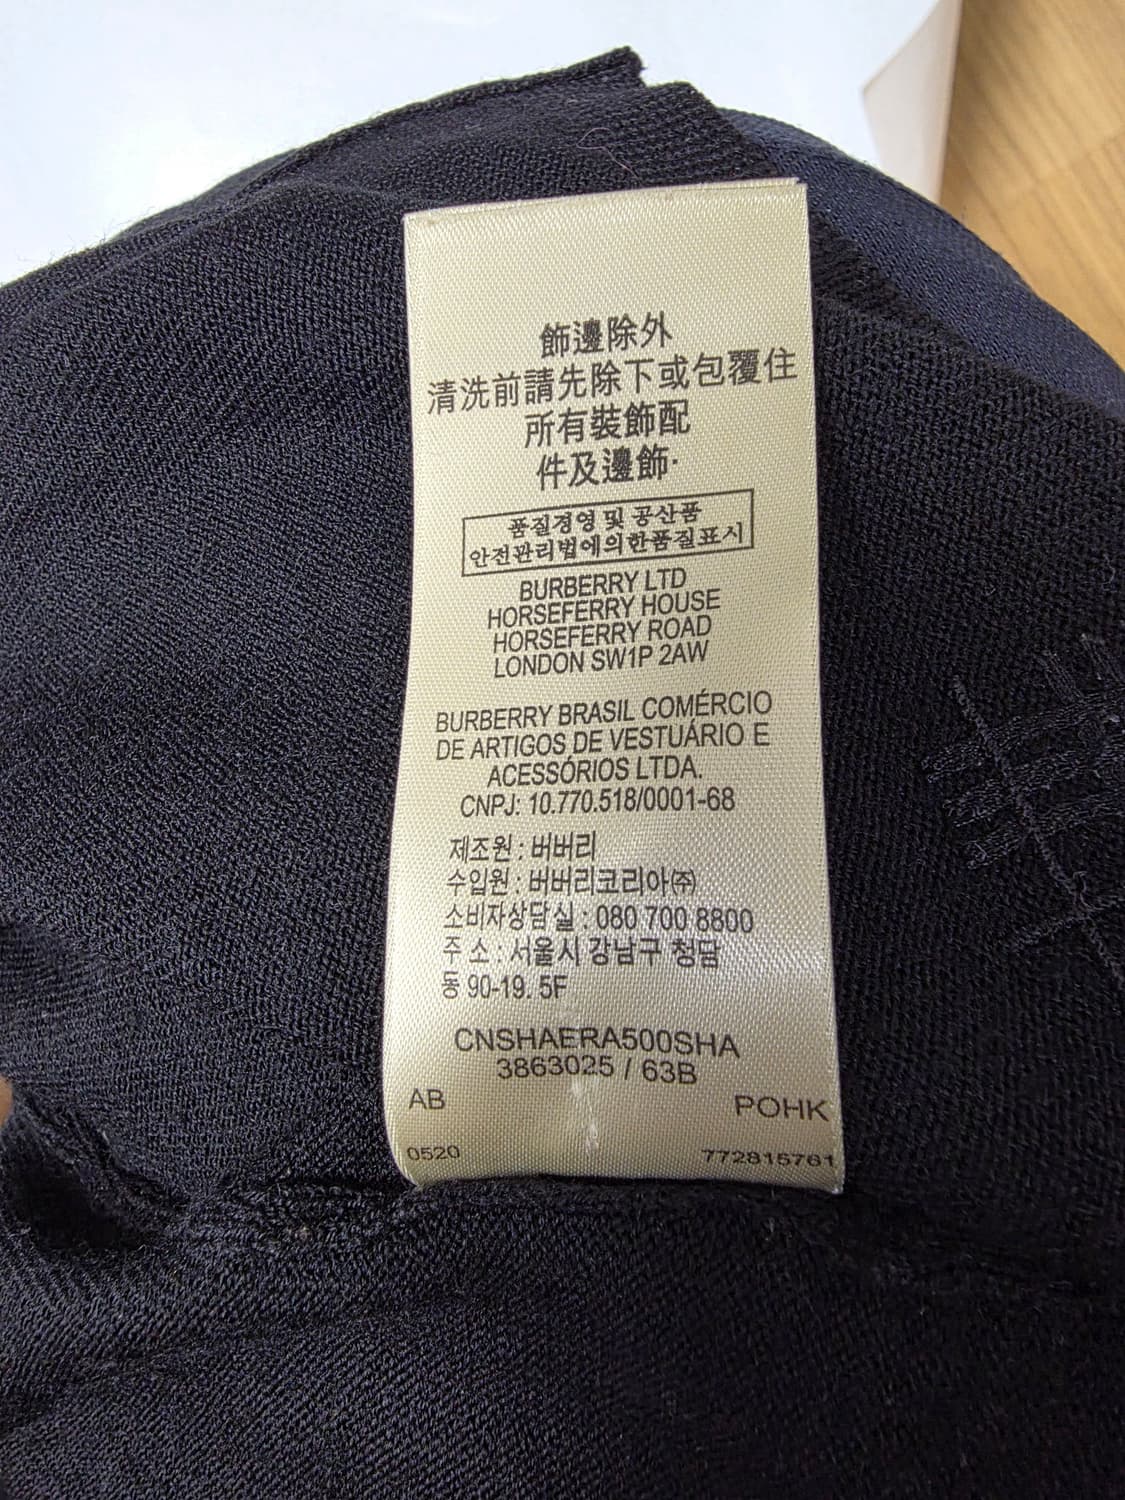 飾邊除外
清洗前請先除下或包覆住
所有裝飾配
件及邊飾.
품질경영 및 공산품
안전관리법에의한품질표시
BURBERRY LTD
HORSEFERRY HOUSE
HORSEFERRY ROAD
LONDON SW1P 2AW
BURBERRY BRASIL COMÉRCIO
DE ARTIGOS DE VESTUÁRIO E
ACESSÓRIOS LTDA.
CNPJ: 10.770.518/0001-68
제조원 : 버버리
수입원 : 버버리코리아㈜
소비자상담실 : 080 700 8800
주 소 : 서울시 강남구 청담
동 90-19. 5F
CNSHAERA500SHA
3863025 / 63B
AB POHK
0520 772815761